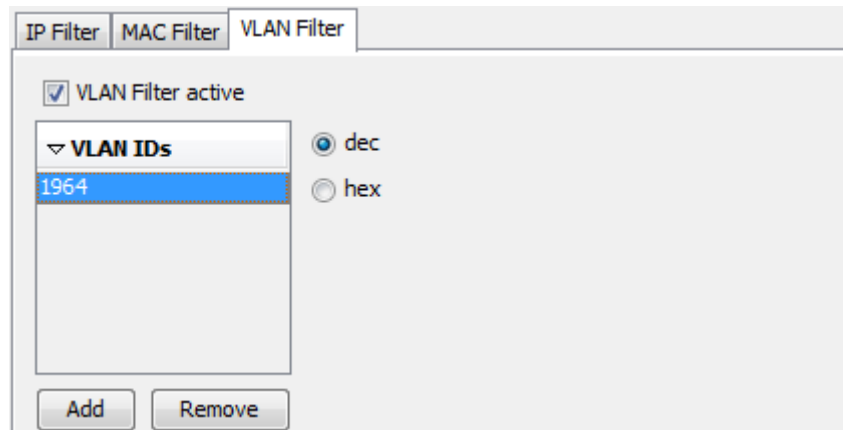 IP Filter MAC Filter VLAN Filter
VLAN Filter active
VLAN IDs
dec
1964
hex
Add Remove